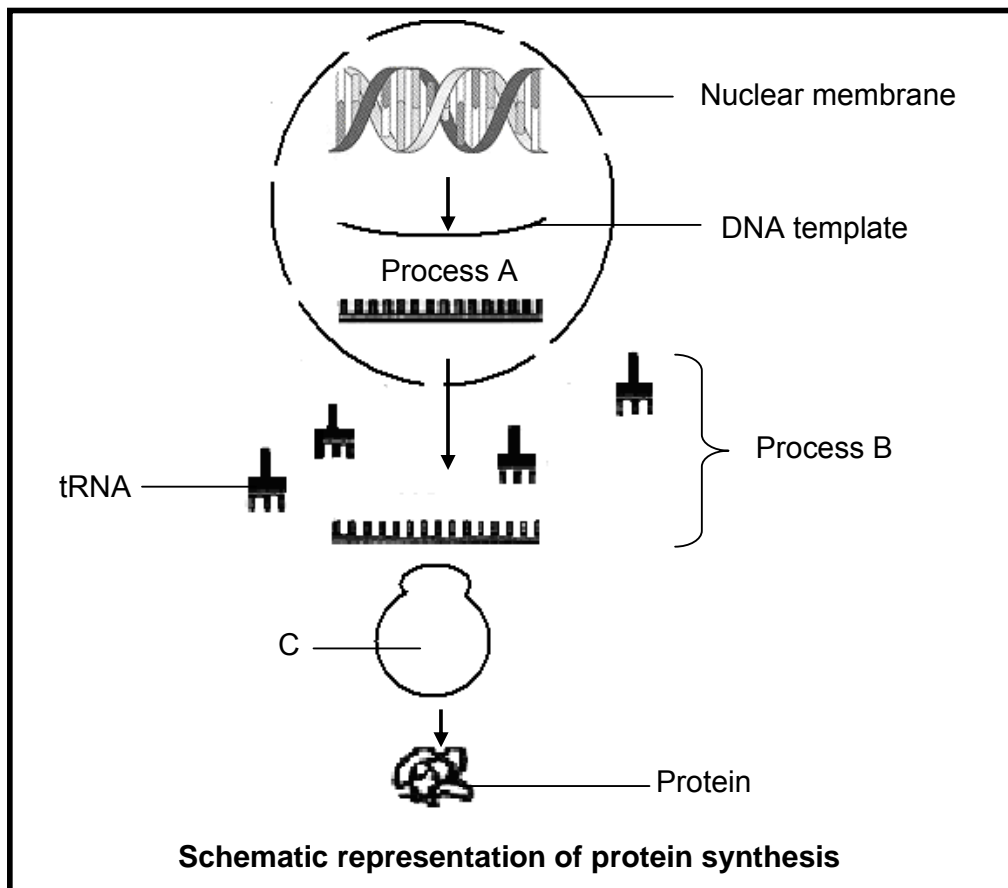 Nuclear membrane
DNA template
Process A
Process B
tRNA
C
Protein
Schematic representation of protein synthesis